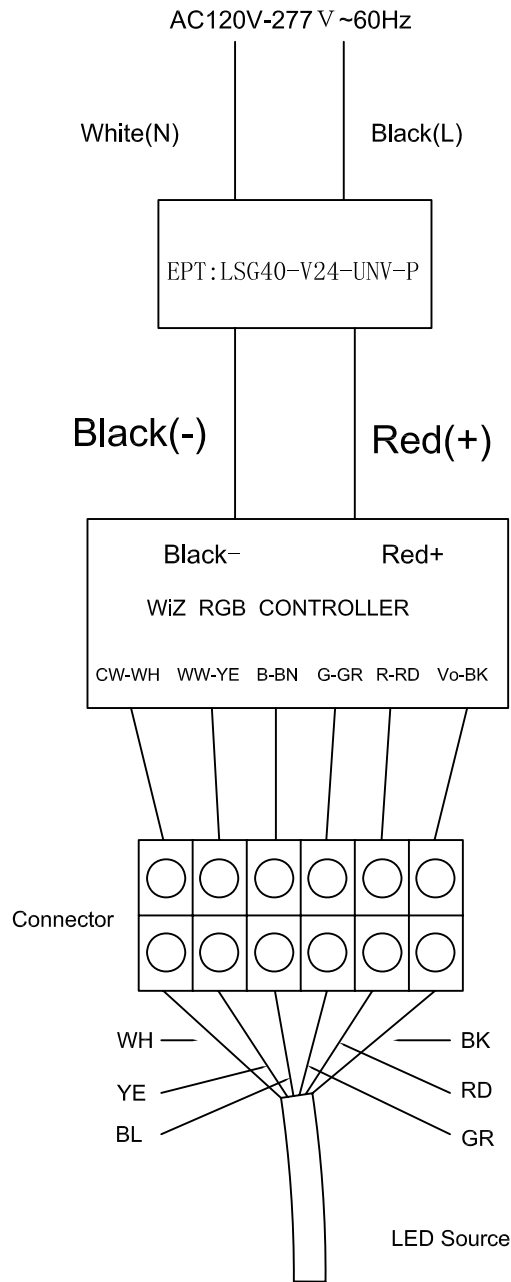 AC120V-277V~60Hz
White(N) Black(L)
EPT:LSG40-V24-UNV-P
Black(-) Red(+)
Black- Red+
WiZ RGB CONTROLLER
CW-WH WW-YE B-BN G-GR R-RD Vo-BK
Connector
WH BK
YE RD
BL GR
LED Source